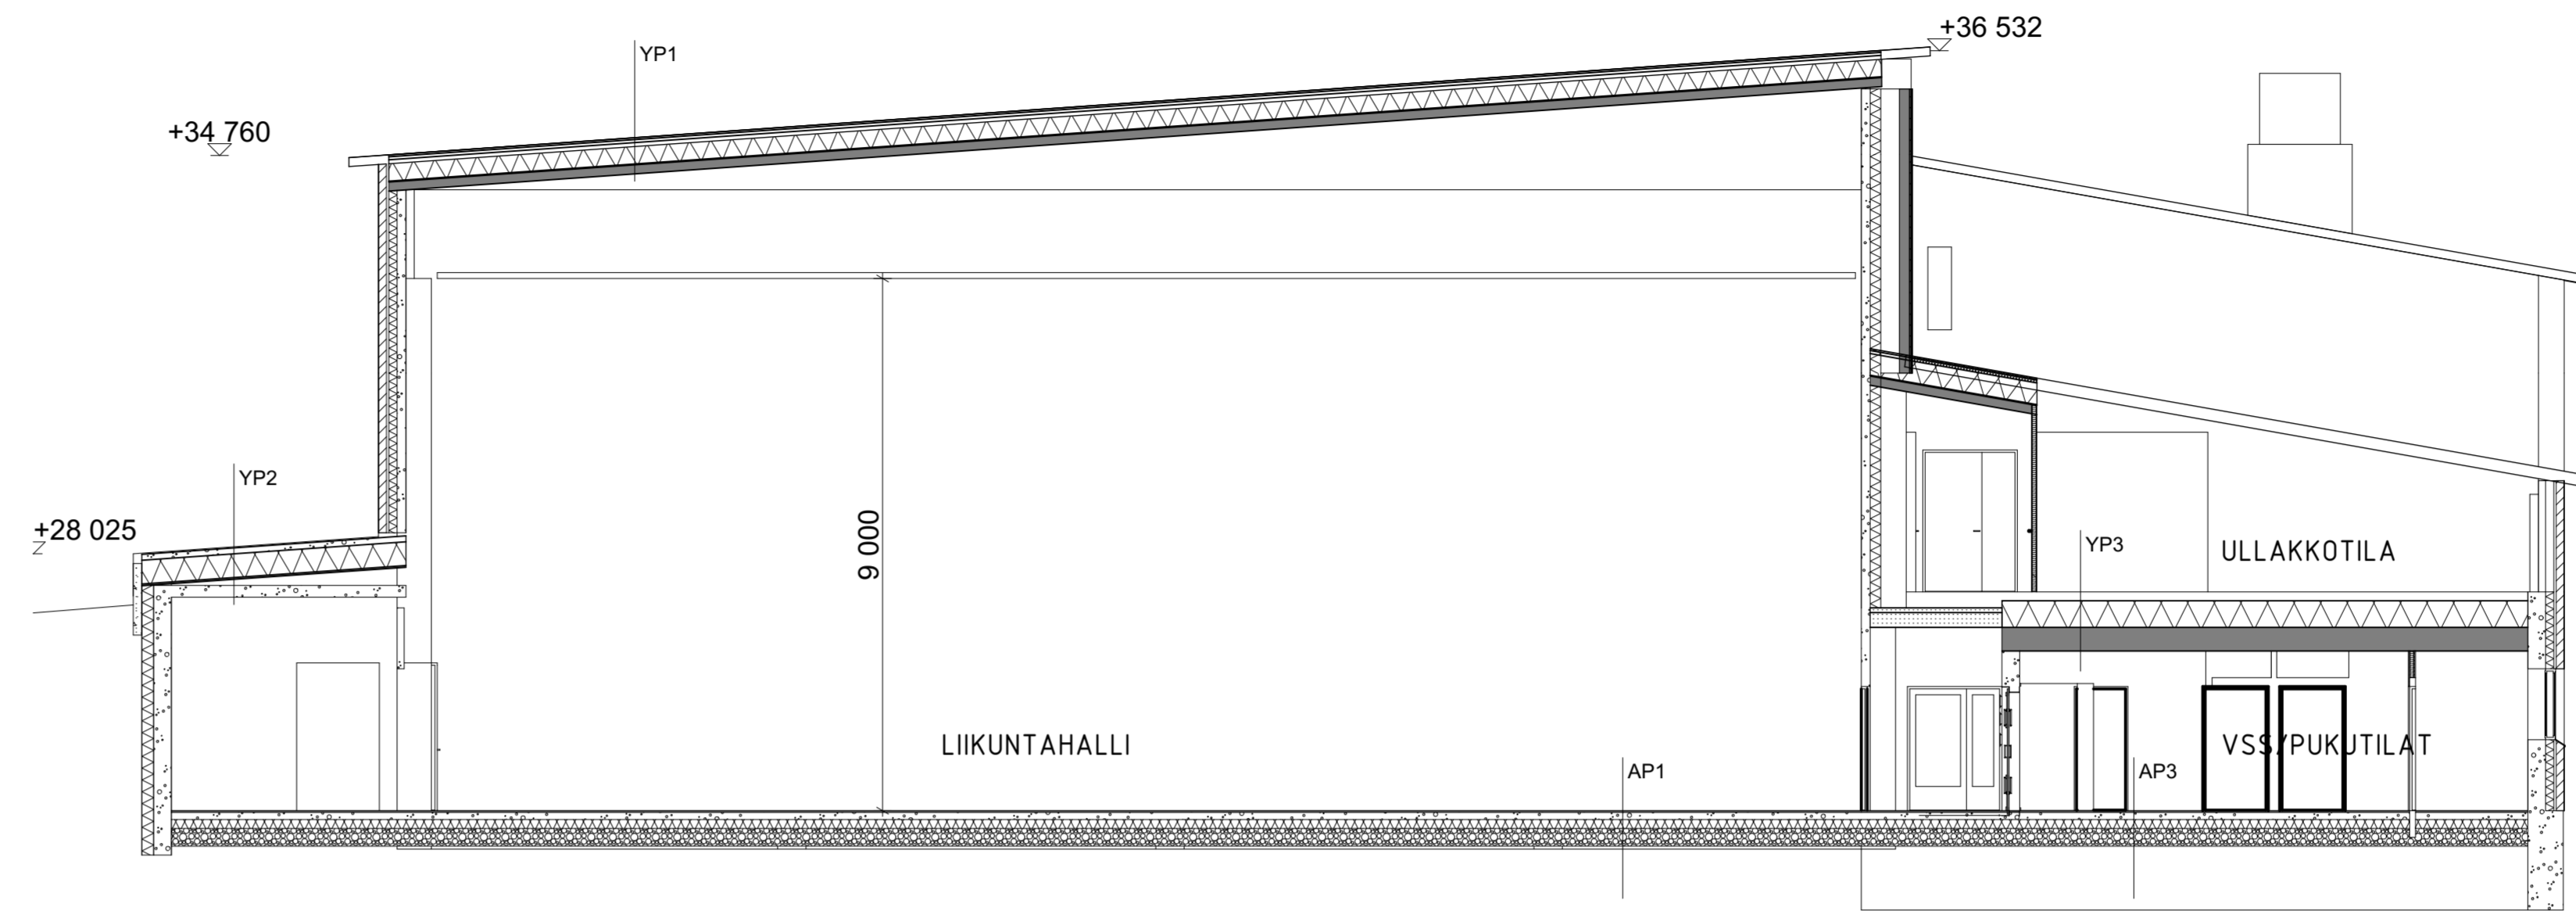 +36 532
YP1
+34 760
YP2
+28 025
9 000
YP3
ULLAKKOTILA
LIIKUNTAHALLI
VSS/PUKUTILAT
AP1
AP3